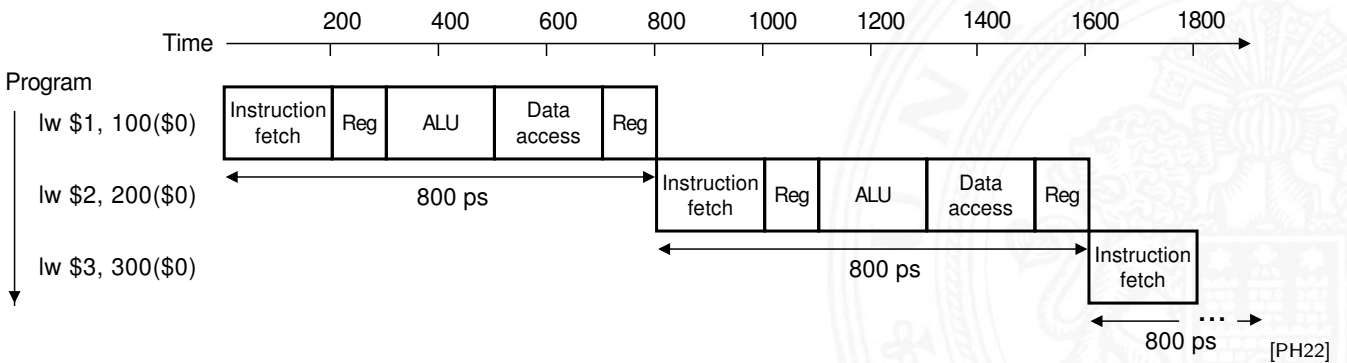 200 400 600 800 1000 1200 1400 1600 1800
Time
Program
lw $1, 100($0)
Instruction
fetch
Reg
ALU
Data
access
Reg
lw $2, 200($0)
800 ps
Instruction
fetch
Reg
ALU
Data
access
Reg
lw $3, 300($0)
800 ps
Instruction
fetch
...
800 ps
[PH22]